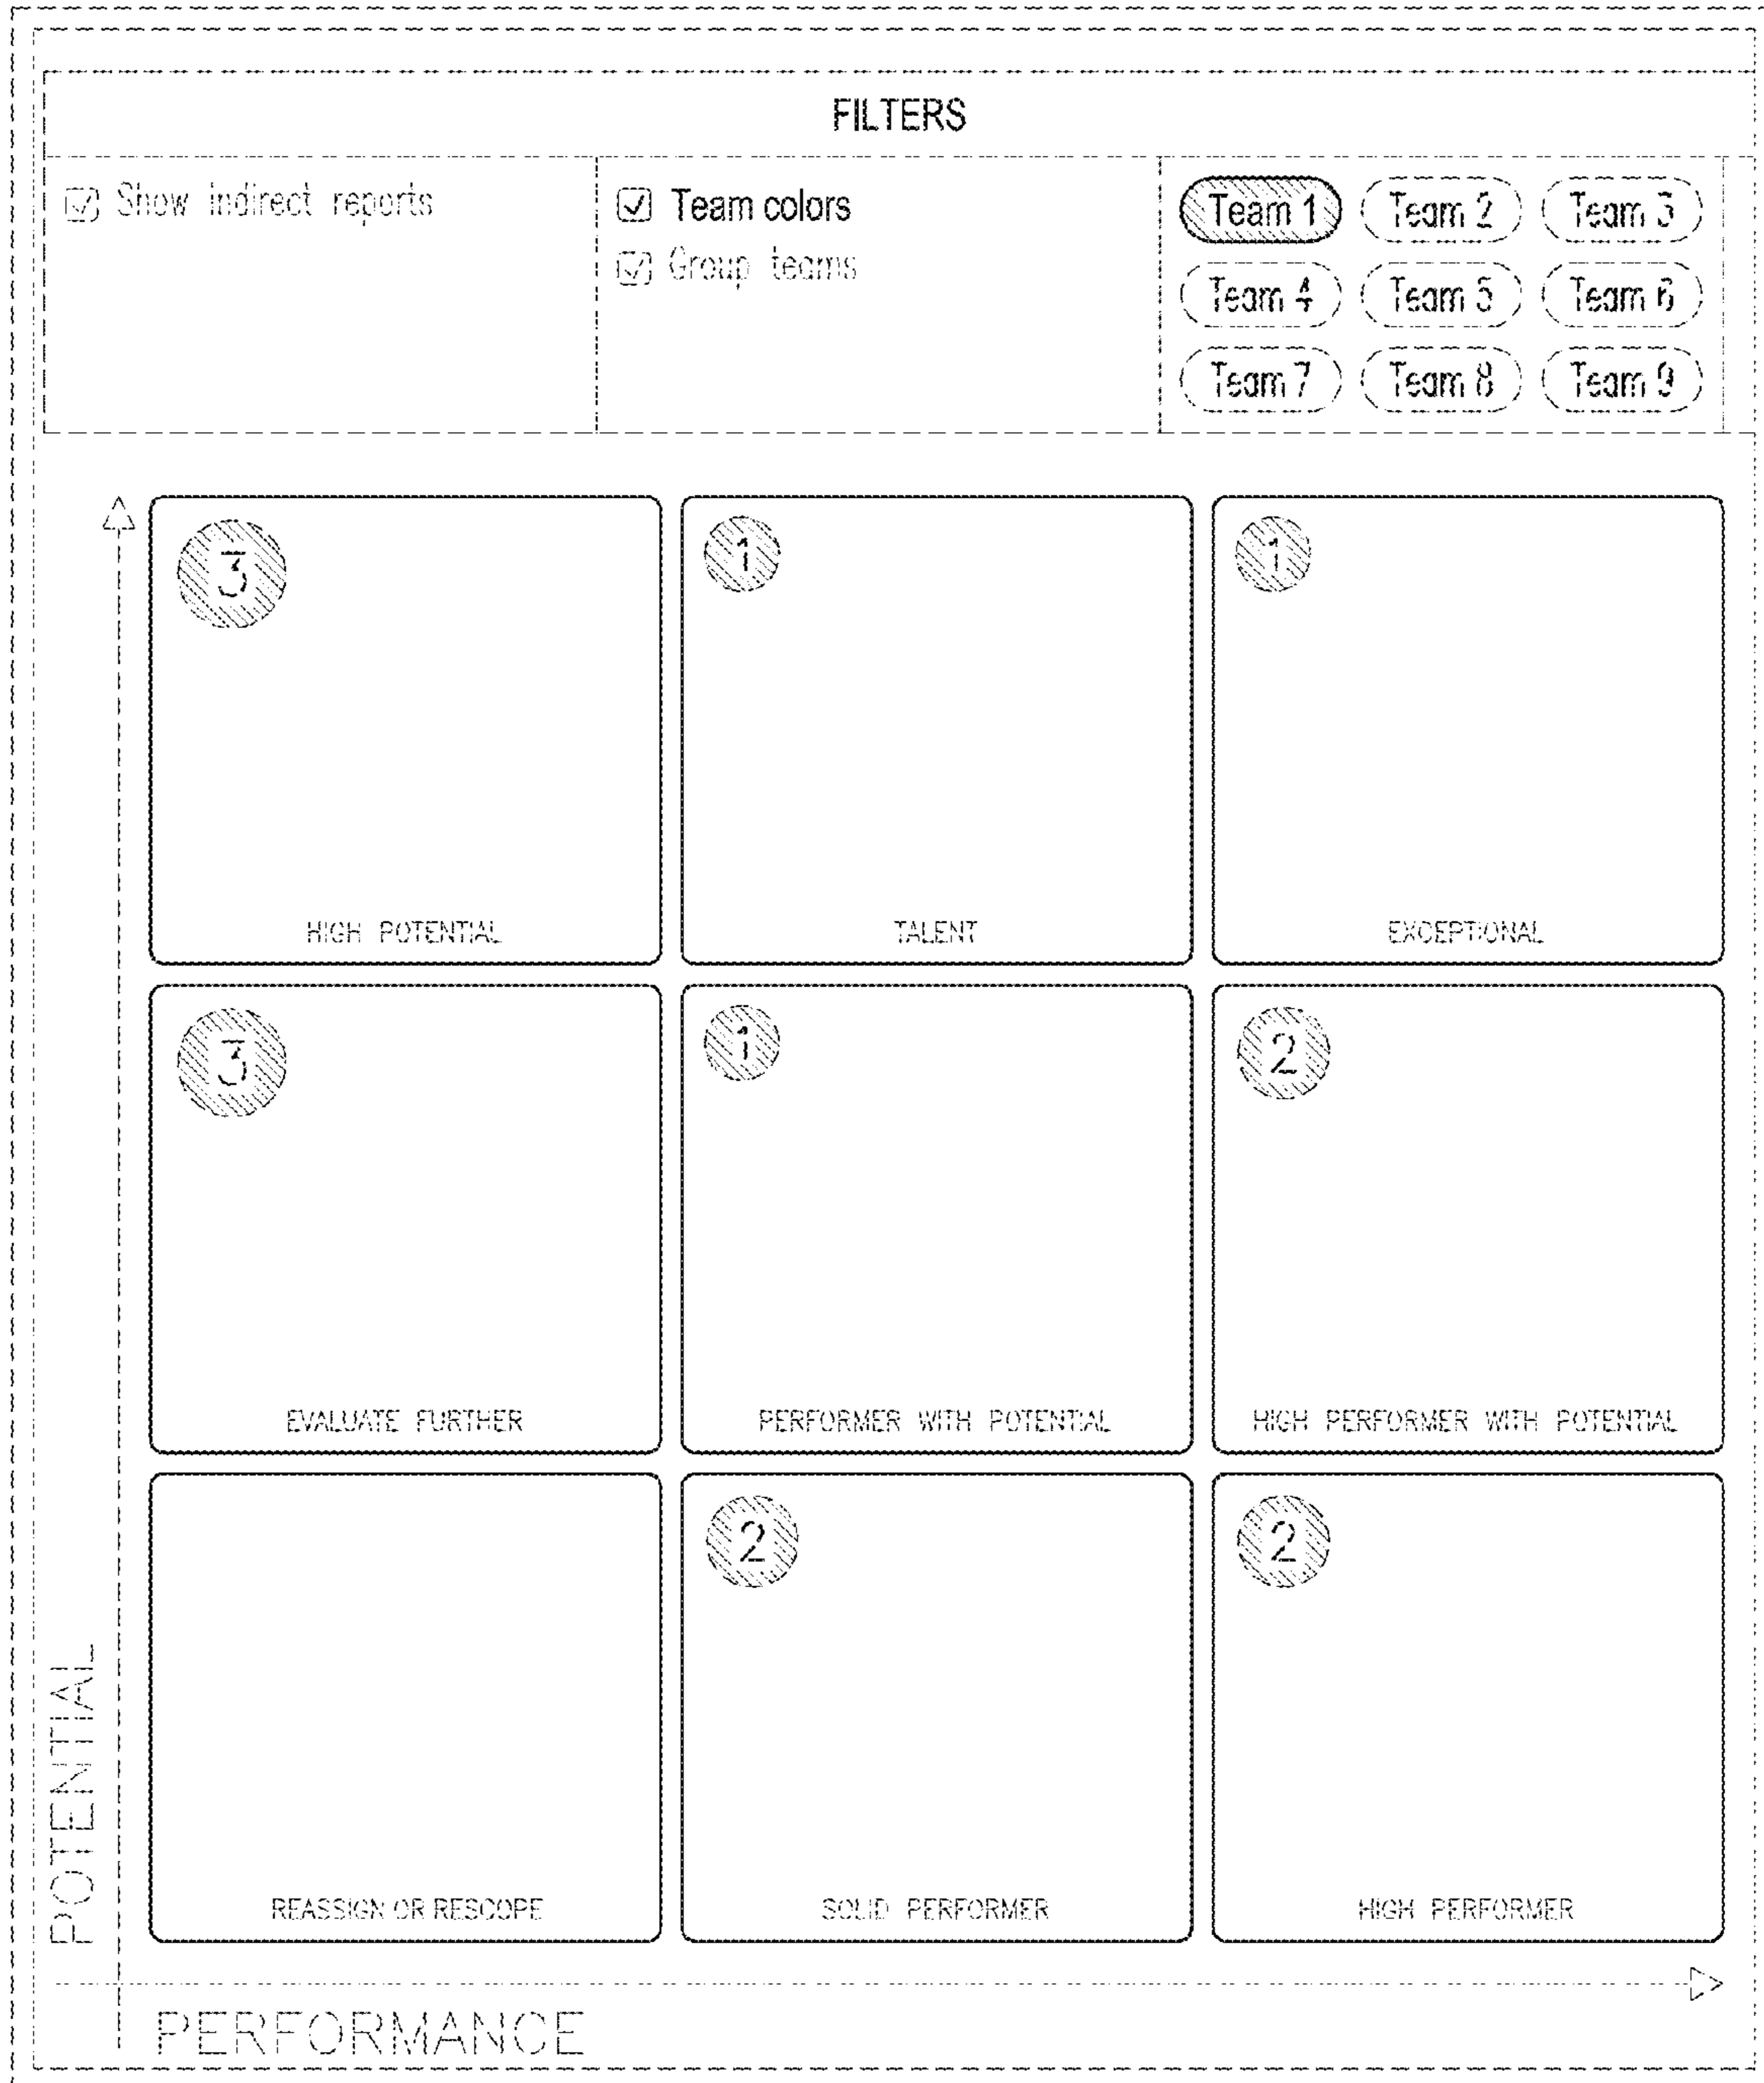 FILTERS
Show indirect reports
Team colors
Group teams
Team 1 Team 2 Team 3
Team 4 Team 5 Team 6
Team 7 Team 8 Team 9
3 1 1
HIGH POTENTIAL TALENT EXCEPTIONAL
3 1 2
EVALUATE FURTHER PERFORMER WITH POTENTIAL HIGH PERFORMER WITH POTENTIAL
2 2
REASSIGN OR RESCOPE SOLID PERFORMER HIGH PERFORMER
POTENTIAL
PERFORMANCE